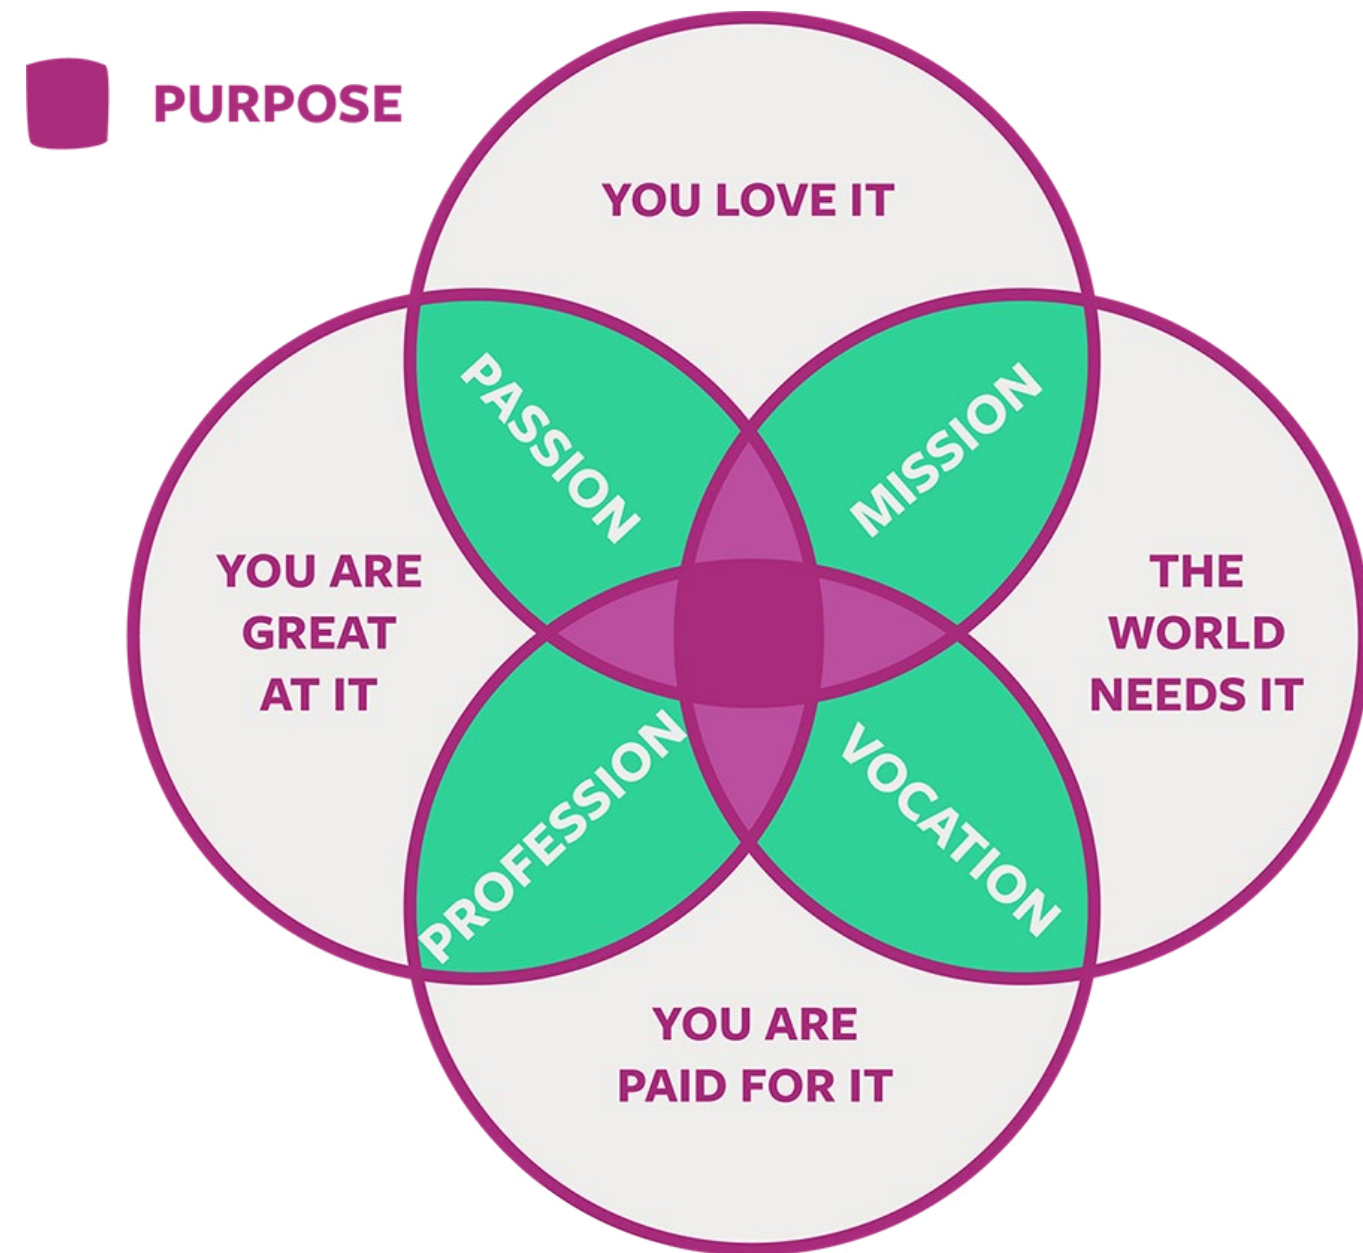 PURPOSE
YOU LOVE IT
PASSION
MISSION
YOU ARE
GREAT
AT IT
THE
WORLD
NEEDS IT
PROFESSION
VOCATION
YOU ARE
PAID FOR IT